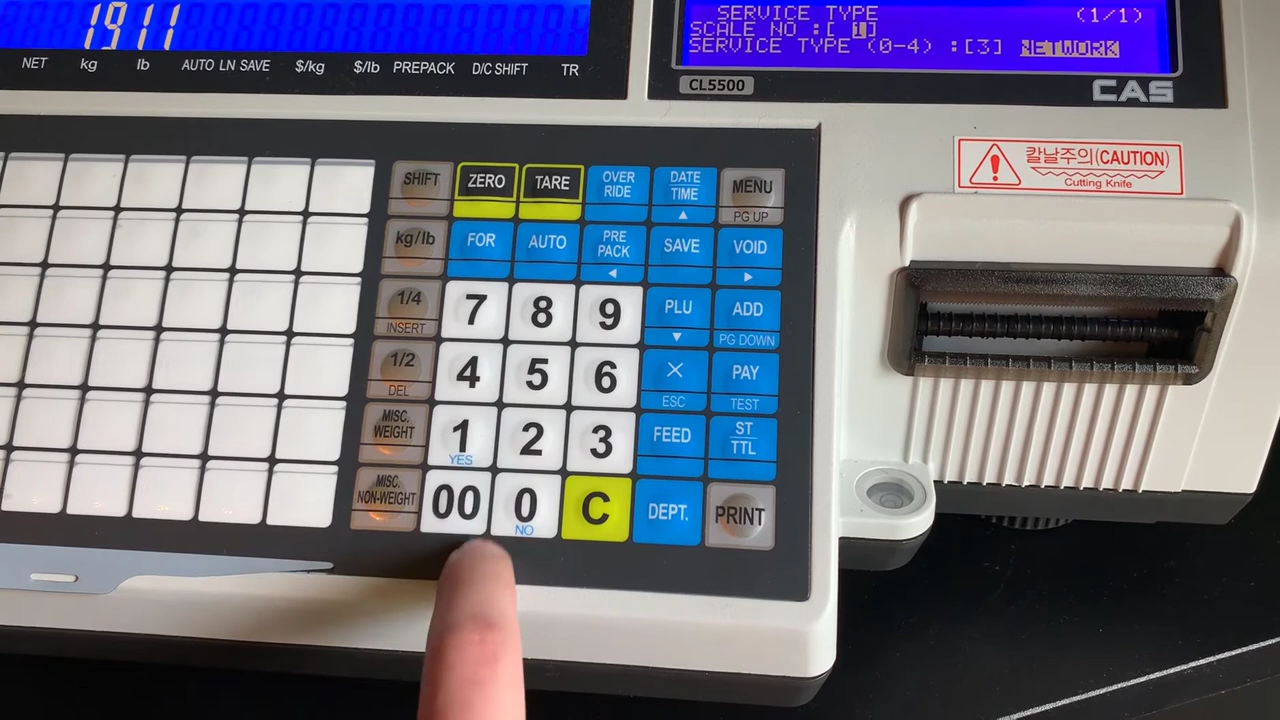 1911
NET kg lb AUTO LN SAVE $/kg $/lb PREPACK D/C SHIFT TR
SERVICE TYPE (1/1)
SCALE NO :[ 1]
SERVICE TYPE (0-4) :[3] NETWORK
CL5500
CAS
칼날주의(CAUTION)
Cutting Knife
SHIFT ZERO TARE OVER RIDE DATE TIME MENU
PG UP
kg/lb FOR AUTO PRE PACK SAVE VOID
1/4 7 8 9 PLU ADD
INSERT PG DOWN
1/2 4 5 6 × PAY
DEL ESC TEST
MISC. WEIGHT 1 2 3 FEED ST TTL
YES
MISC. NON-WEIGHT 00 0 C DEPT. PRINT
NO